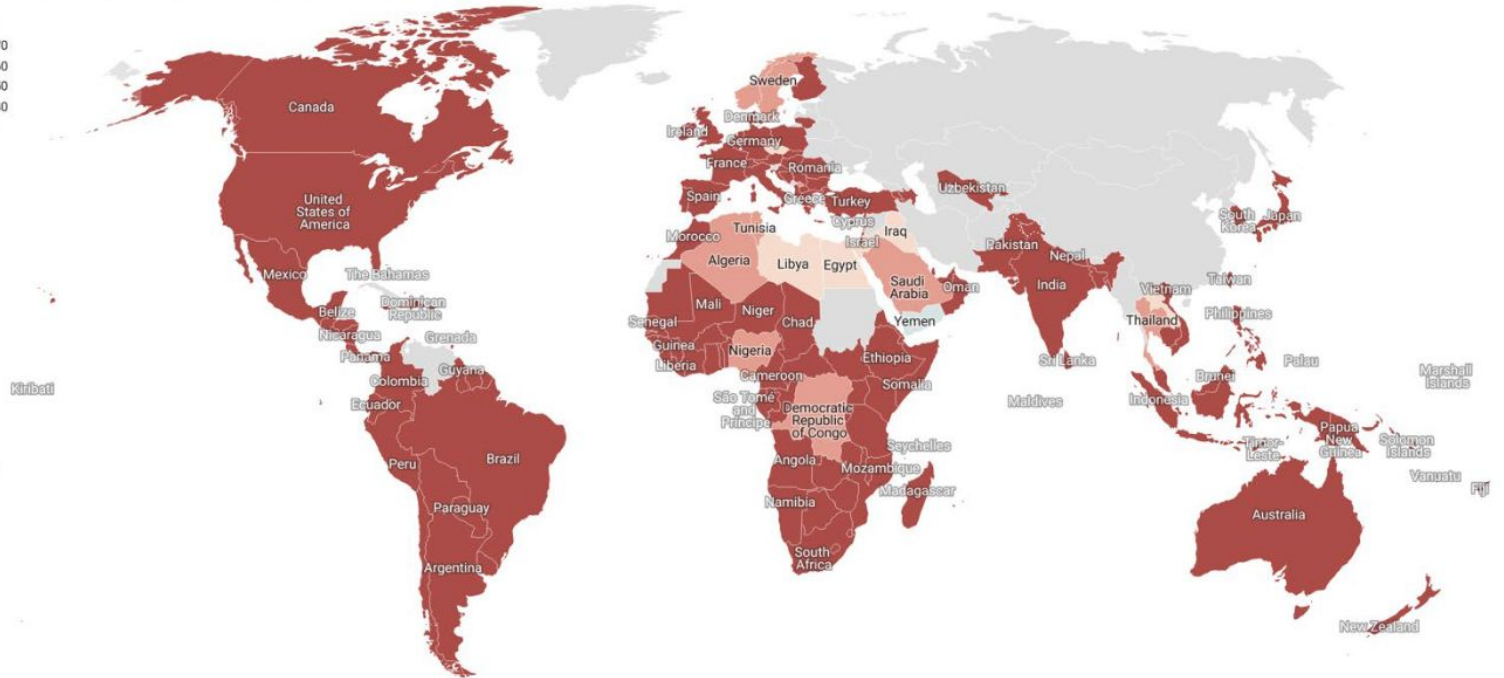 Sweden
Canada
Denmark
Ireland
Germany
France
Romania
Uzbekistan
United
States of
America
Spain
Greece
Turkey
South
Korea
Japan
Cyprus
Tunisia
Iraq
Morocco
Israel
Pakistan
Nepal
Mexico
The Bahamas
Algeria
Libya
Egypt
Saudi
Arabia
Oman
India
Taiwan
Vietnam
Dominican
Republic
Belize
Mali
Niger
Chad
Senegal
Yemen
Thailand
Philippines
Nicaragua
Grenada
Guinea
Nigeria
Panama
Liberia
Ethiopia
Sri Lanka
Palau
Guyana
Colombia
Cameroon
Somalia
Brunei
Marshall
Islands
Kiribati
Ecuador
São Tomé
and
Príncipe
Democratic
Republic
of Congo
Maldives
Indonesia
Papua
New
Guinea
Timor-
Leste
Solomon
Islands
Seychelles
Peru
Brazil
Angola
Mozambique
Vanuatu
Madagascar
Fiji
Namibia
Paraguay
Australia
South
Africa
Argentina
New Zealand